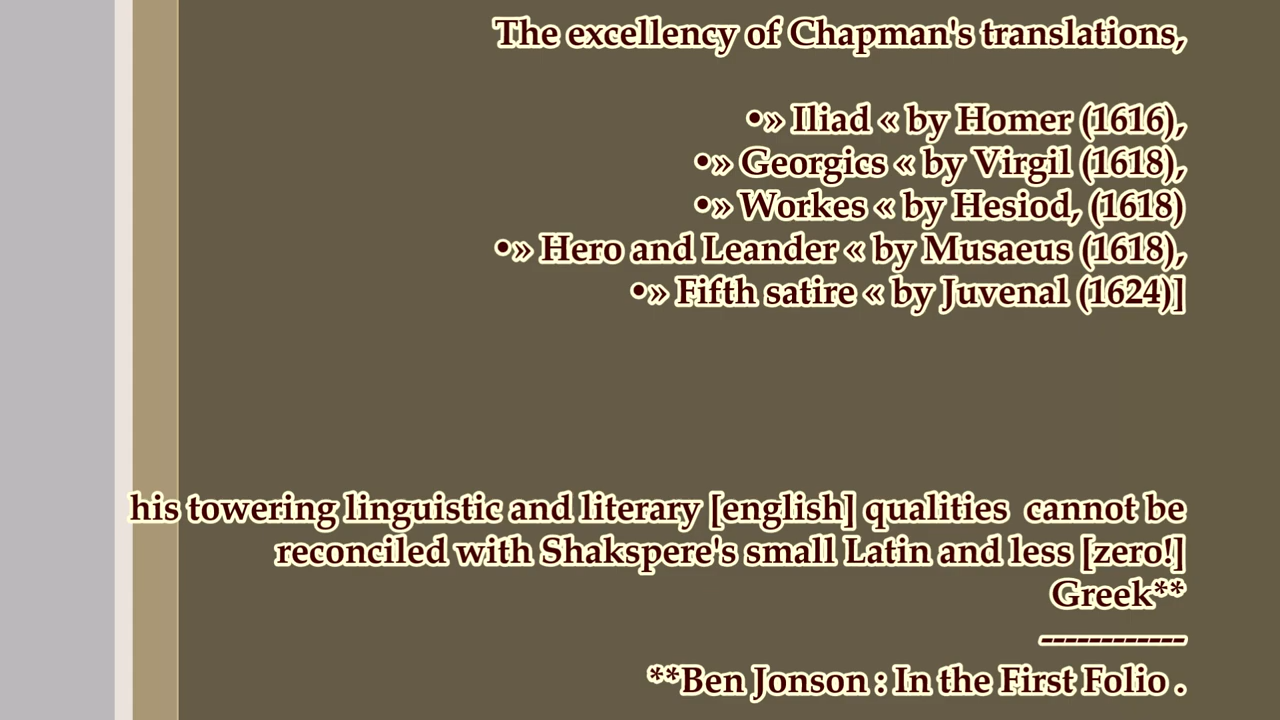 The excellency of Chapman's translations,
•» Iliad « by Homer (1616),
•» Georgics « by Virgil (1618),
•» Workes « by Hesiod, (1618)
•» Hero and Leander « by Musaeus (1618),
•» Fifth satire « by Juvenal (1624)]
his towering linguistic and literary [english] qualities  cannot be
reconciled with Shakspere's small Latin and less [zero!]
Greek**
------------
**Ben Jonson : In the First Folio .